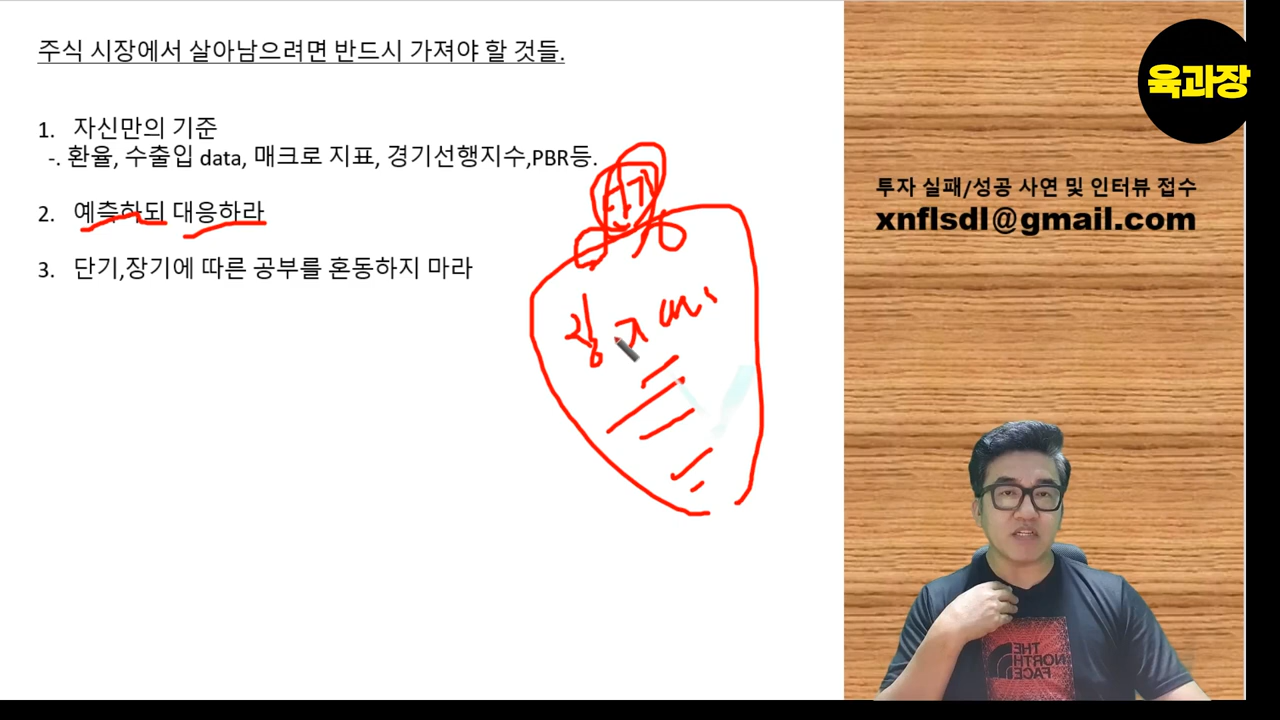 주식 시장에서 살아남으려면 반드시 가져야 할 것들.
1. 자신만의 기준
-. 환율, 수출입 data, 매크로 지표, 경기선행지수,PBR등.
2. 예측하되 대응하라
3. 단기,장기에 따른 공부를 혼동하지 마라
육과장
투자 실패/성공 사연 및 인터뷰 접수
xnflsdl@gmail.com
THE
NORTH
FACE